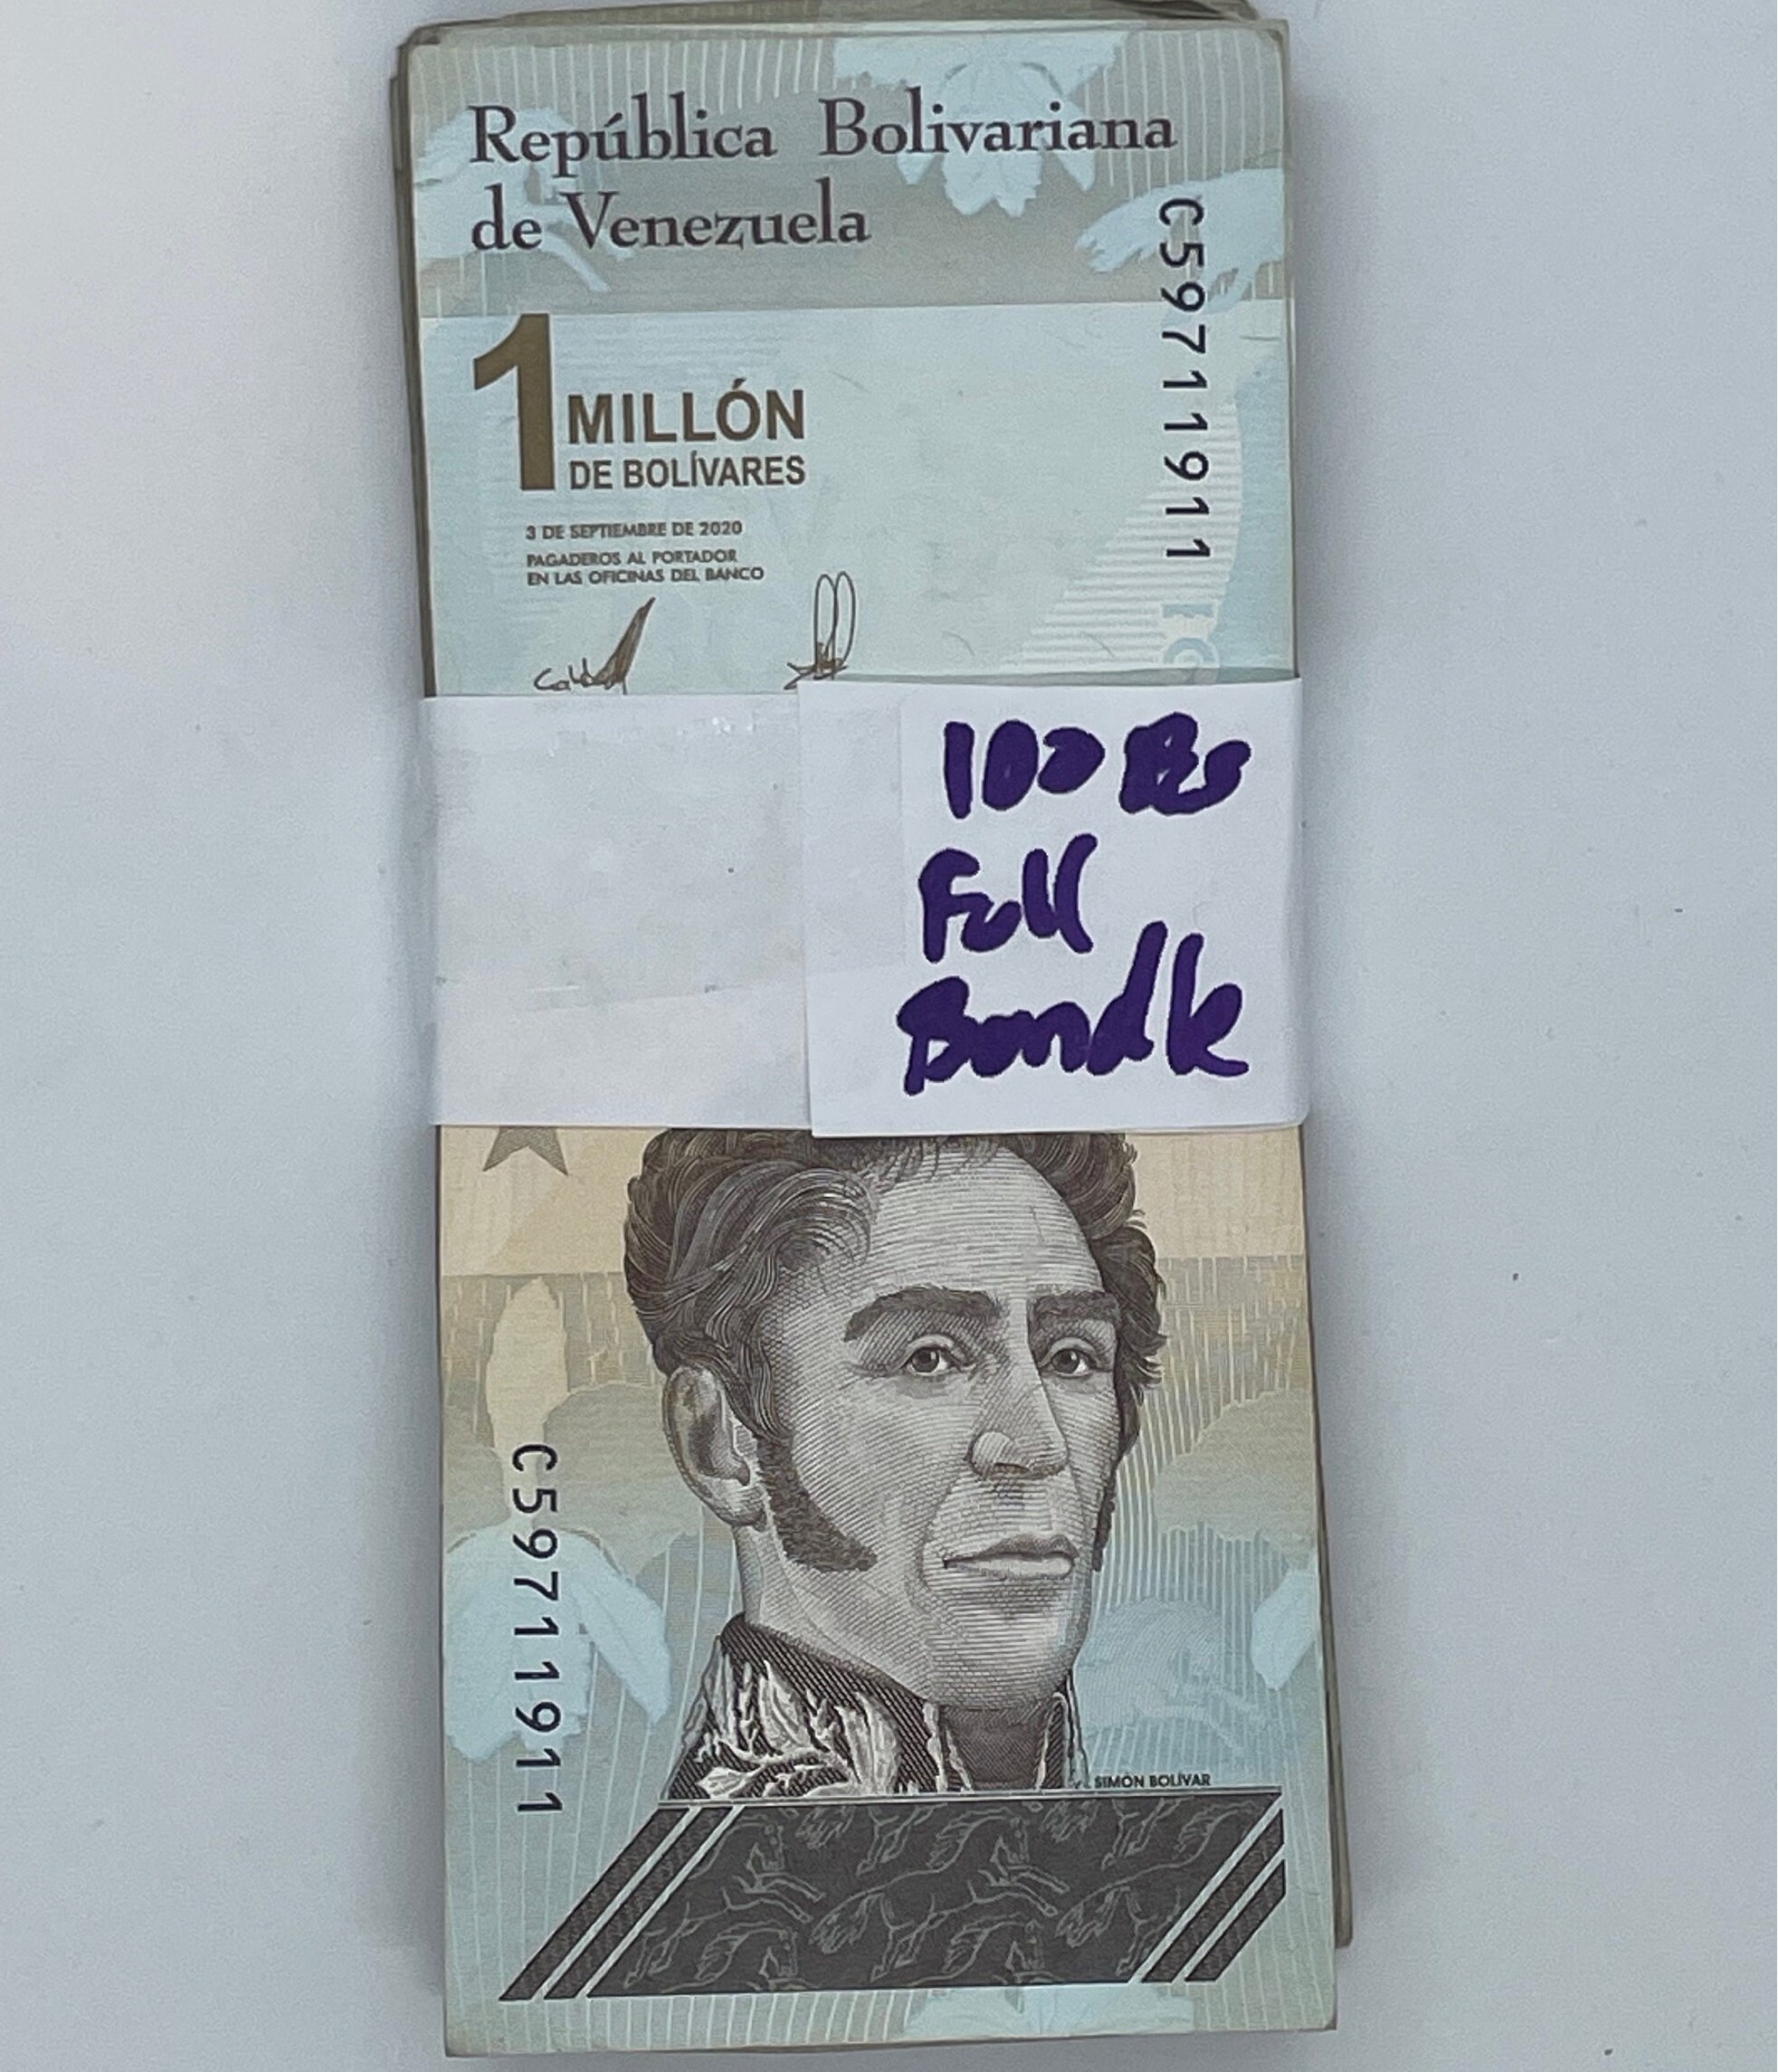 República Bolivariana
de Venezuela
C59711911
1 MILLÓN
DE BOLÍVARES
3 DE SEPTIEMBRE DE 2020
PAGADEROS AL PORTADOR
EN LAS OFICINAS DEL BANCO
100 Bs
Full
Bundle
C59711911
SIMÓN BOLÍVAR